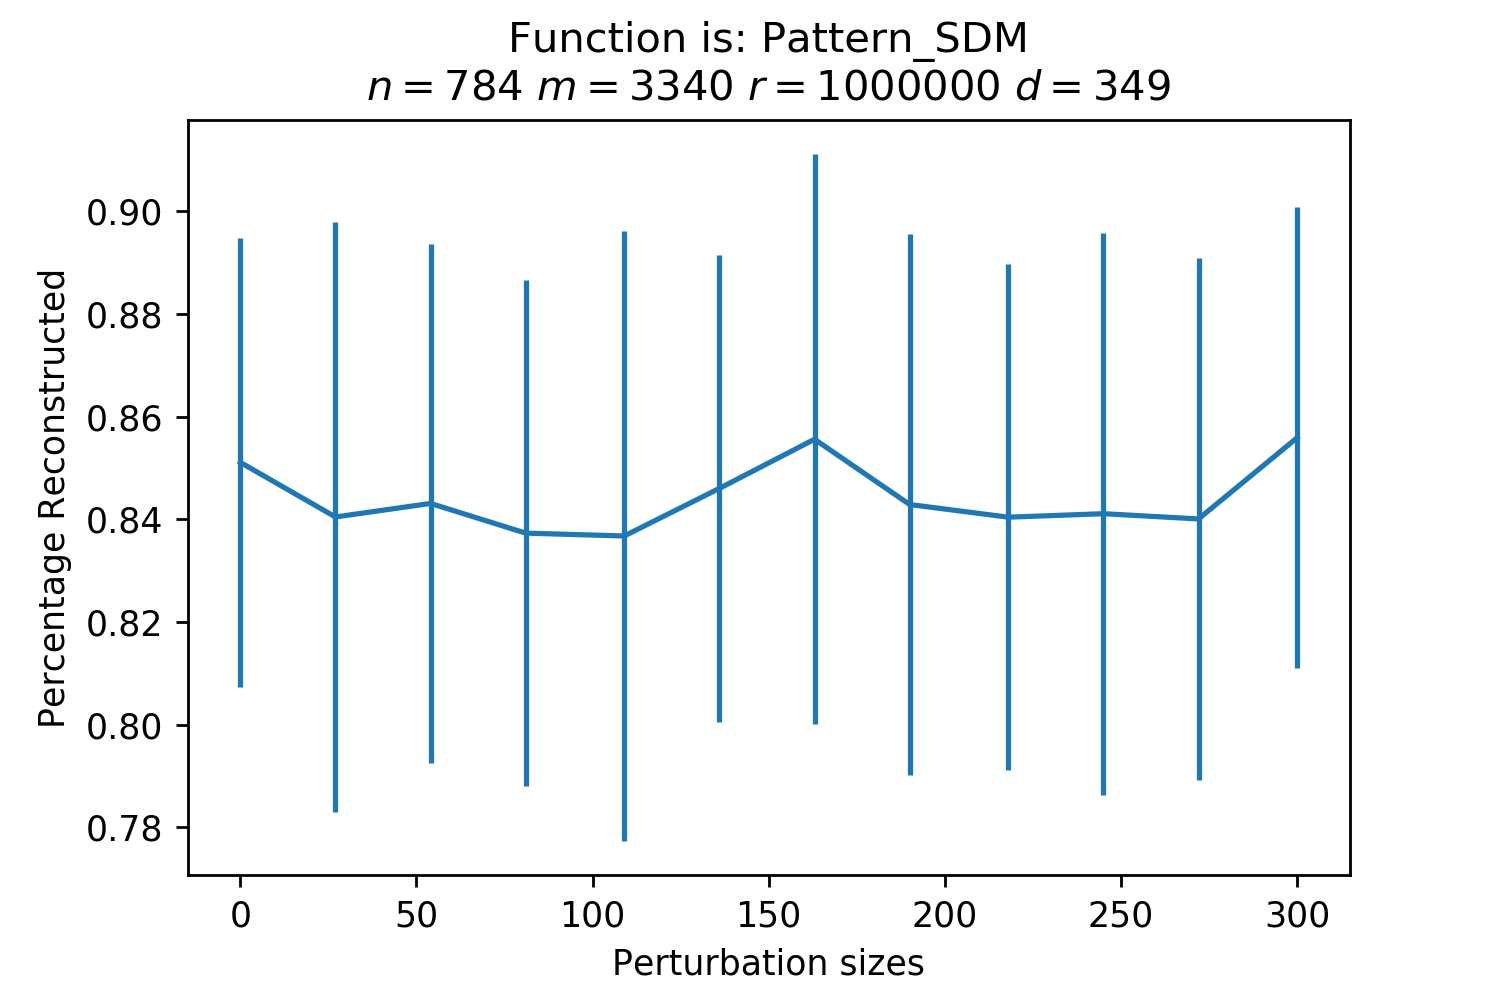 Function is: Pattern_SDM
n = 784 m = 3340 r = 1000000 d = 349
Percentage Reconstructed
0.90
0.88
0.86
0.84
0.82
0.80
0.78
0 50 100 150 200 250 300
Perturbation sizes